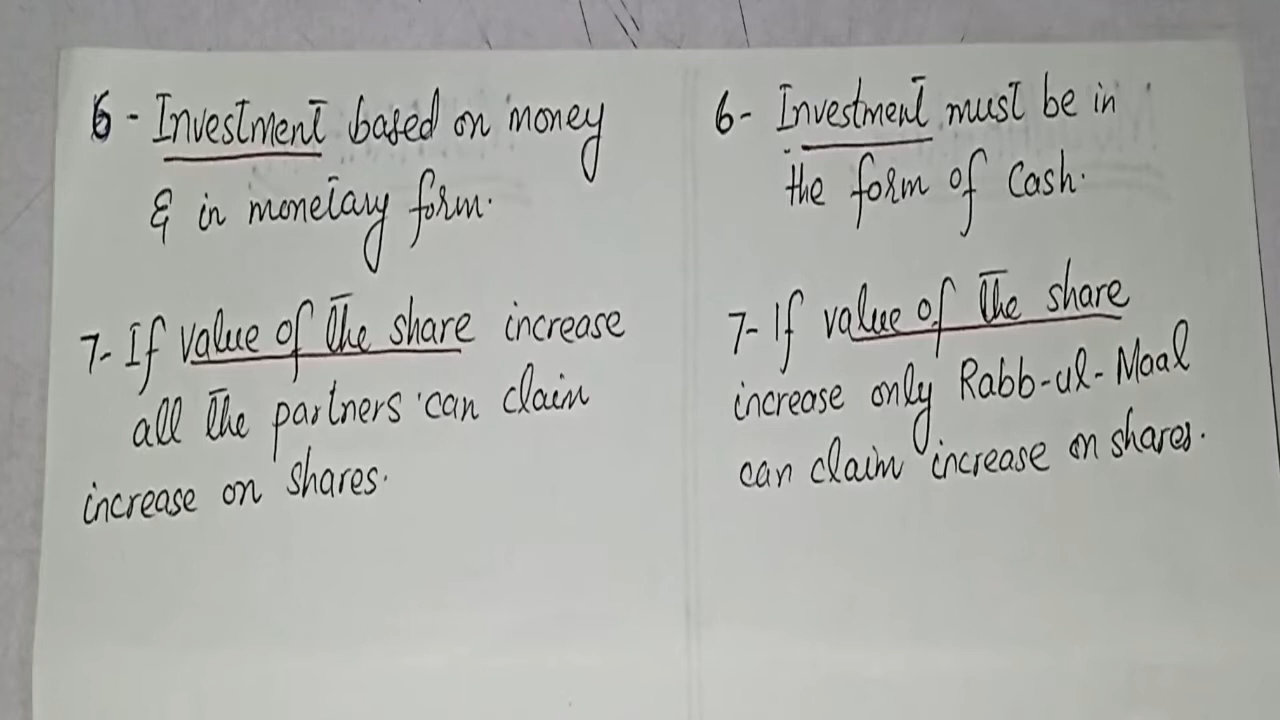 6 - Investment based on money
& in monetary form.
7- If value of the share increase
all the partners can claim
increase on shares.
6- Investment must be in
the form of Cash.
7- If value of the share
increase only Rabb-ul-Maal
can claim increase on shares.